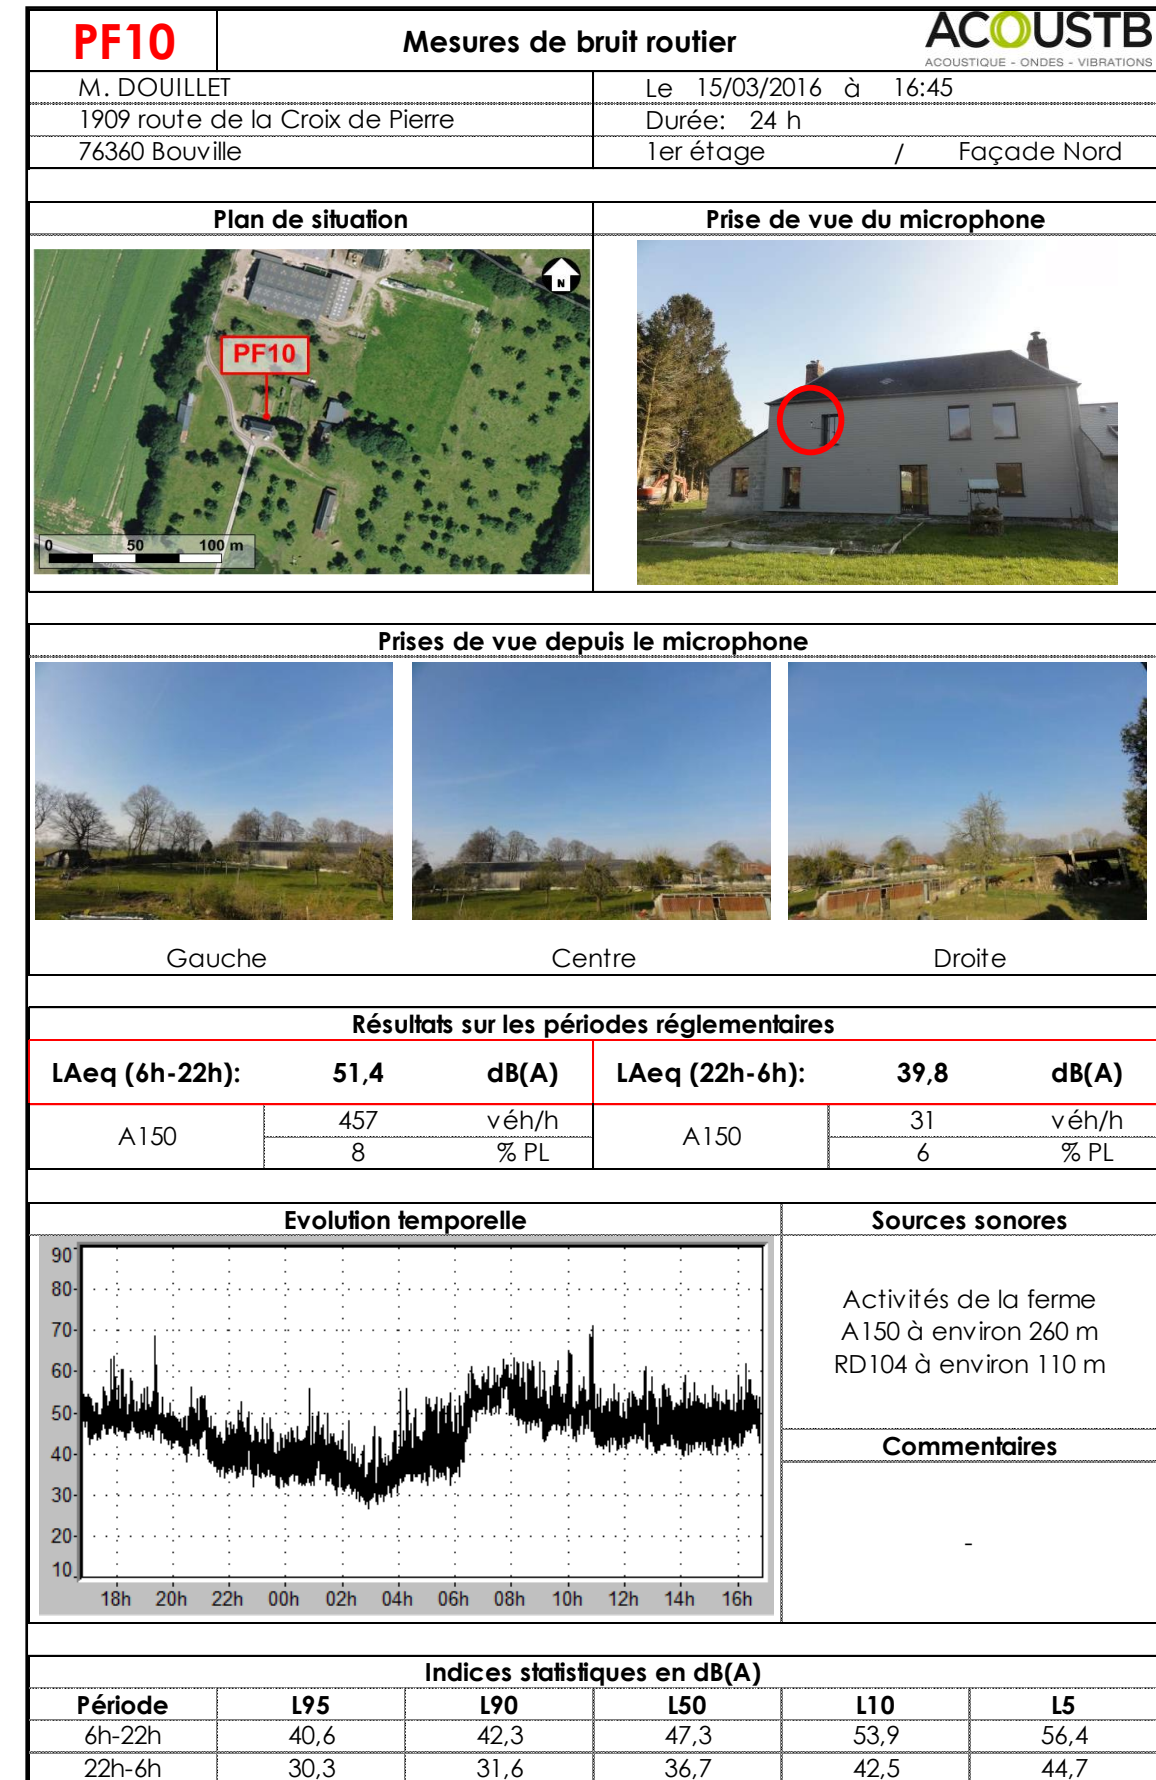 PF10
Mesures de bruit routier
ACOUSTB
ACOUSTIQUE - ONDES - VIBRATIONS
M. DOUILLET
Le 15/03/2016 à 16:45
1909 route de la Croix de Pierre
Durée: 24 h
76360 Bouville
1er étage / Façade Nord
Plan de situation
Prise de vue du microphone
N
PF10
0 50 100 m
Prises de vue depuis le microphone
Gauche
Centre
Droite
Résultats sur les périodes réglementaires
LAeq (6h-22h): 51,4 dB(A)
LAeq (22h-6h): 39,8 dB(A)
A150
457 véh/h
8 % PL
A150
31 véh/h
6 % PL
Evolution temporelle
Sources sonores
90
80
70
60
50
40
30
20
10
18h 20h 22h 00h 02h 04h 06h 08h 10h 12h 14h 16h
Activités de la ferme
A150 à environ 260 m
RD104 à environ 110 m
Commentaires
-
Indices statistiques en dB(A)
Période L95 L90 L50 L10 L5
6h-22h 40,6 42,3 47,3 53,9 56,4
22h-6h 30,3 31,6 36,7 42,5 44,7